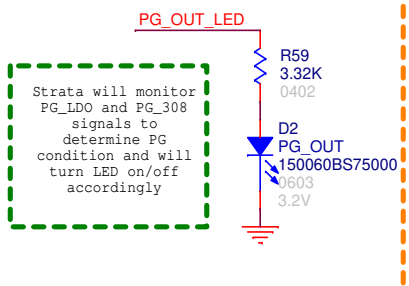 PG_OUT_LED
R59
3.32K
0402
Strata will monitor
PG_LDO and PG_308
signals to
determine PG
condition and will
turn LED on/off
accordingly
D2
PG_OUT
150060BS75000
0603
3.2V